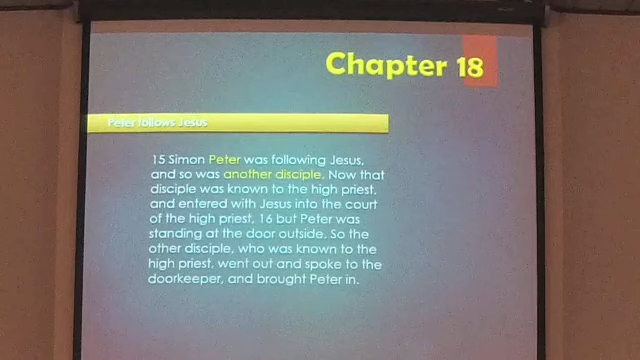 Chapter 18
Peter follows Jesus
15 Simon Peter was following Jesus,
and so was another disciple. Now that
disciple was known to the high priest,
and entered with Jesus into the court
of the high priest, 16 but Peter was
standing at the door outside. So the
other disciple, who was known to the
high priest, went out and spoke to the
doorkeeper, and brought Peter in.